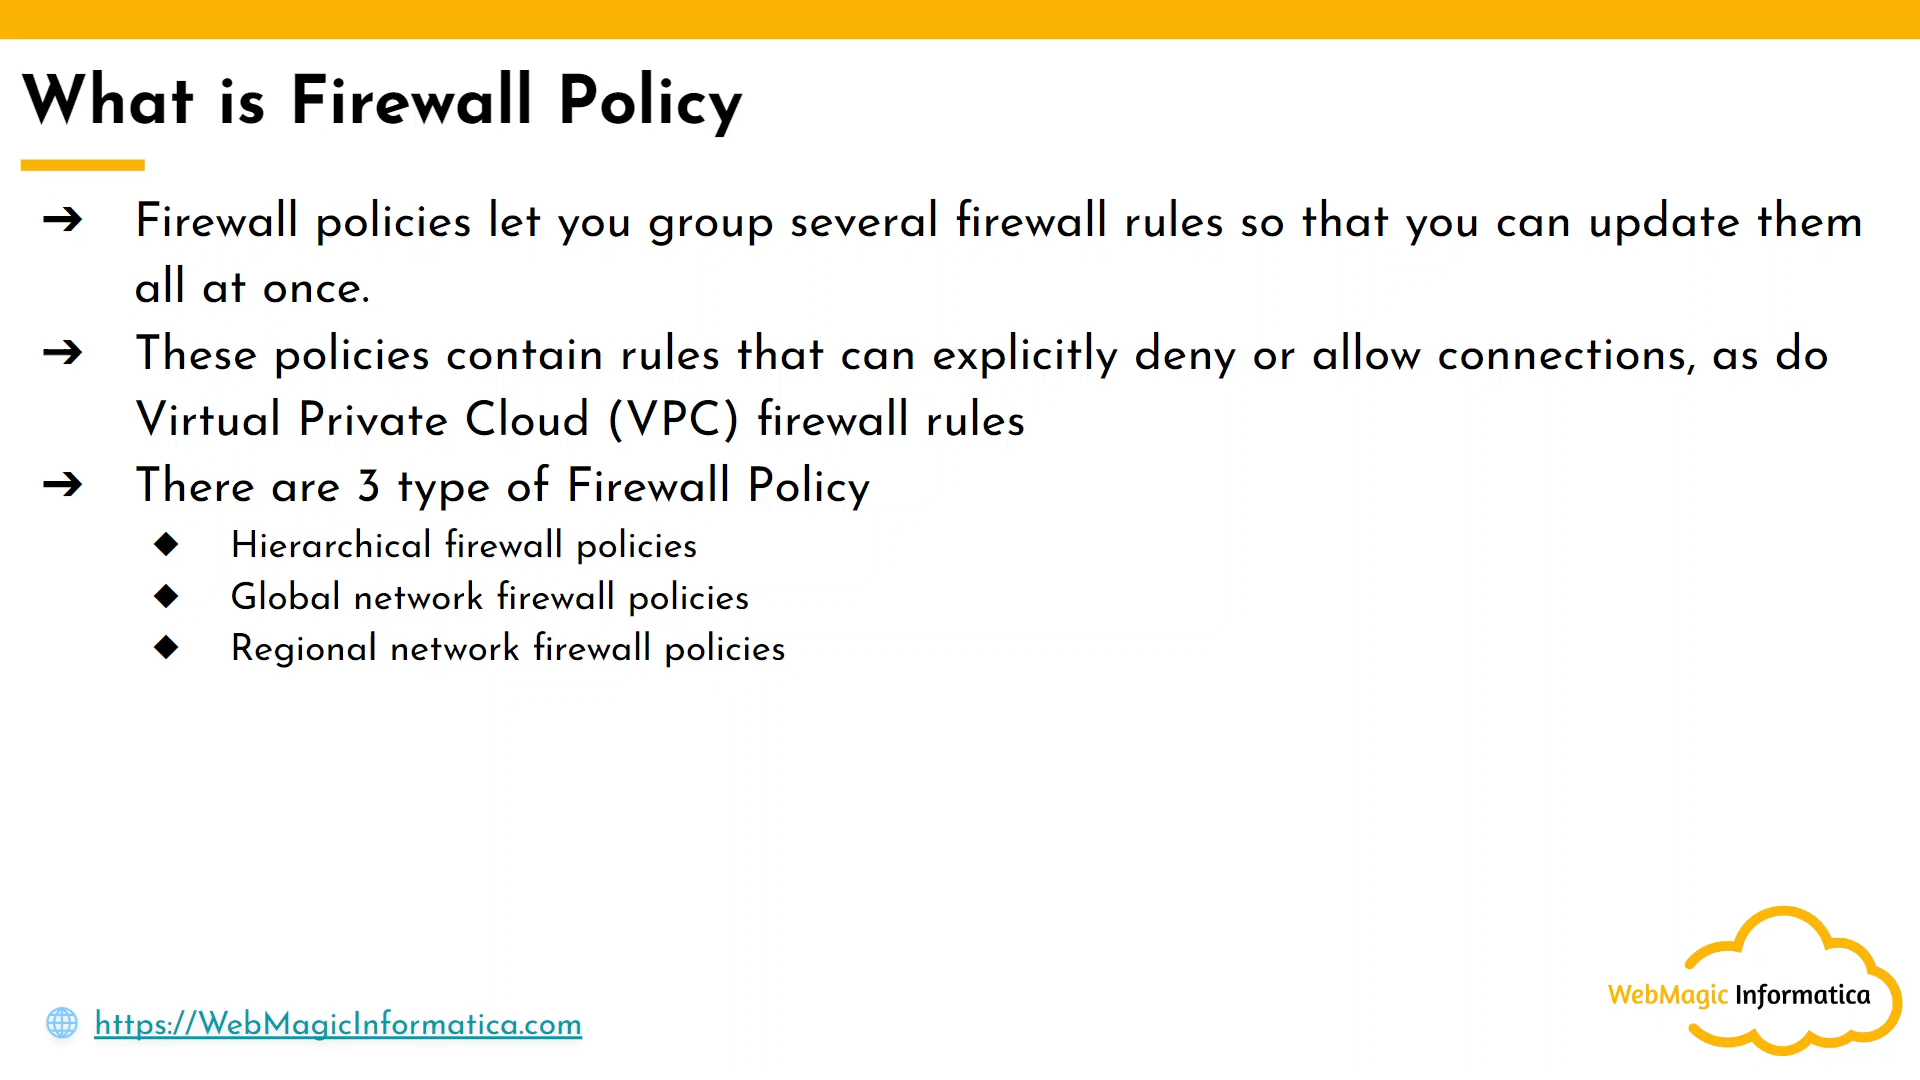 What is Firewall Policy
➔ Firewall policies let you group several firewall rules so that you can update them
all at once.
➔ These policies contain rules that can explicitly deny or allow connections, as do
Virtual Private Cloud (VPC) firewall rules
➔ There are 3 type of Firewall Policy
◆ Hierarchical firewall policies
◆ Global network firewall policies
◆ Regional network firewall policies
https://WebMagicInformatica.com
WebMagic Informatica